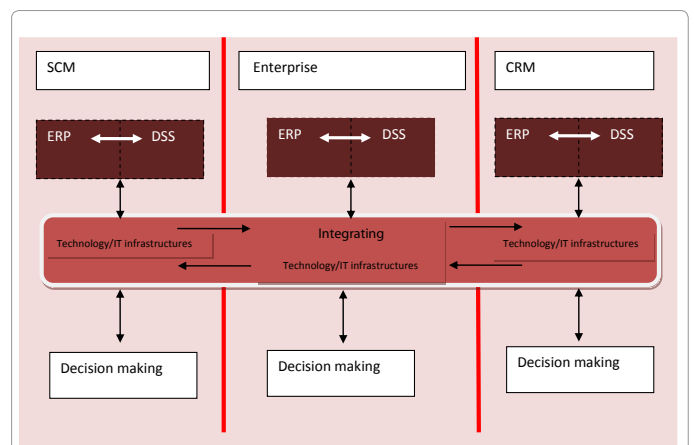 SCM
Enterprise
CRM
ERP DSS
ERP DSS
ERP DSS
Integrating
Technology/IT infrastructures
Technology/IT infrastructures
Technology/IT infrastructures
Decision making
Decision making
Decision making